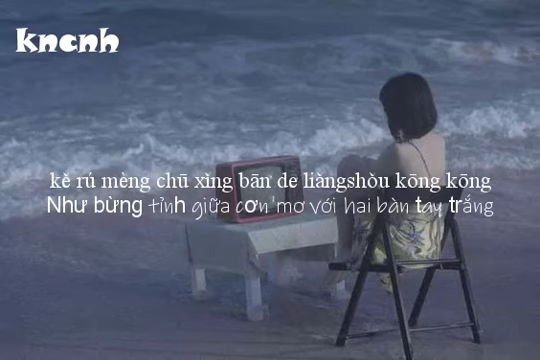 kncnh
kě rú mèng chū xǐng bān de liàngshǒu kōng kōng
Như bừng tỉnh giữa cơn mơ với hai bàn tay trắng